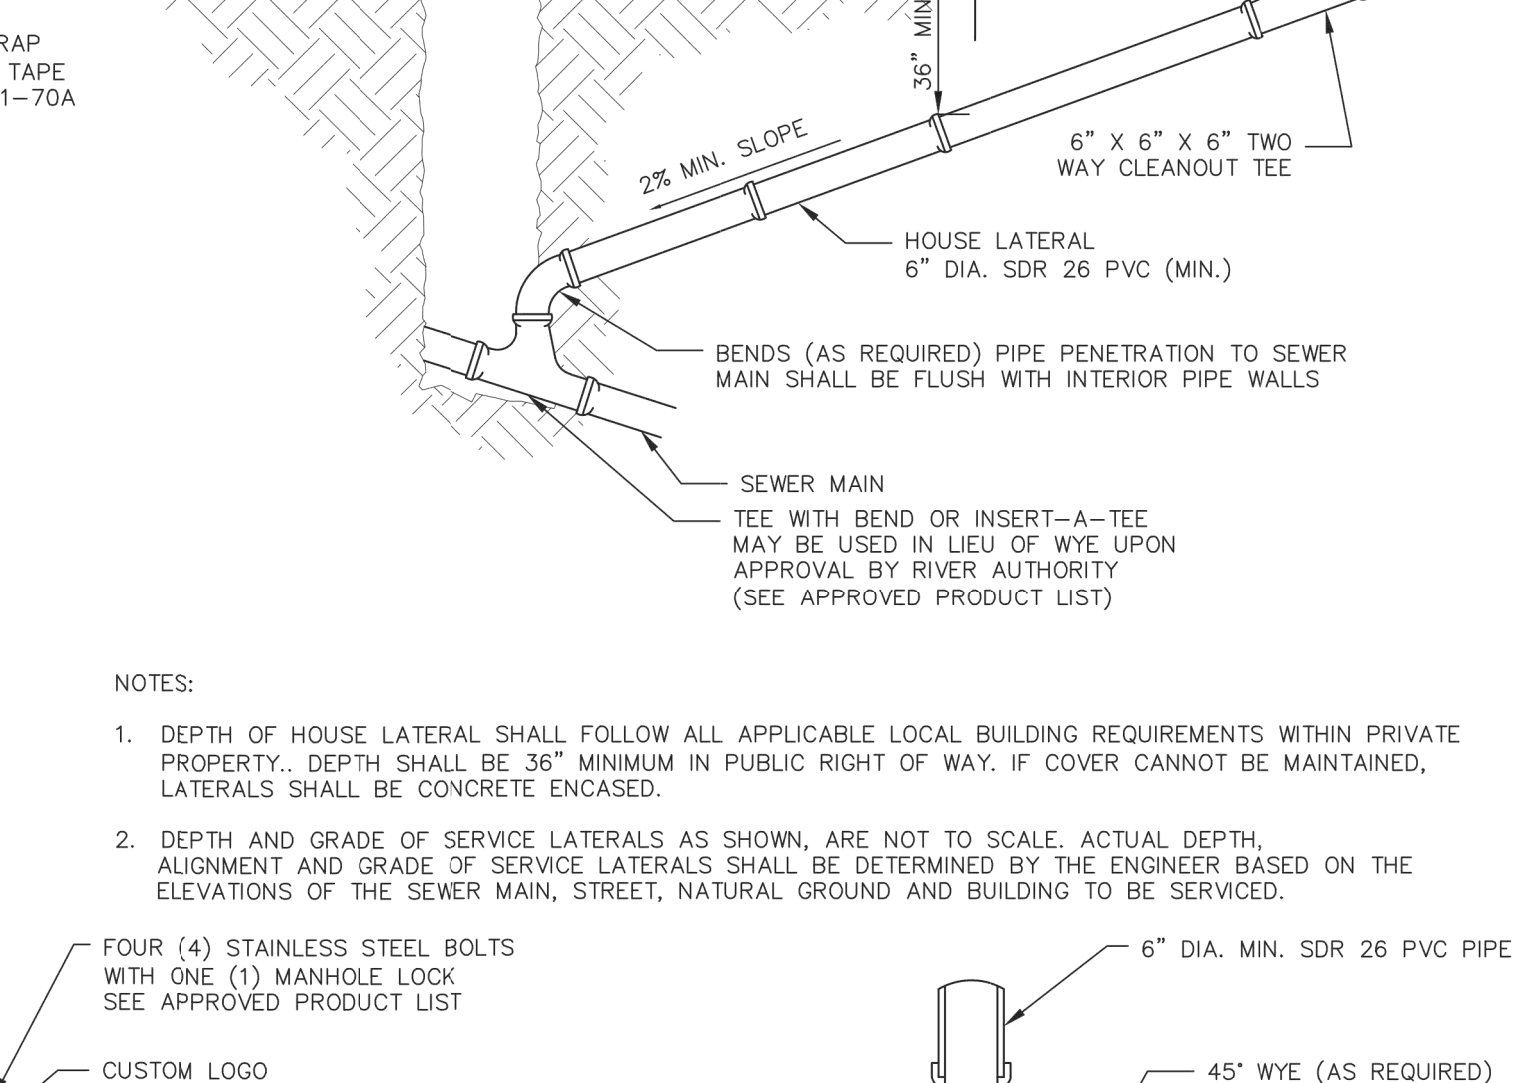 RAP
TAPE
1-70A
36" MIN
2% MIN. SLOPE
6" X 6" X 6" TWO
WAY CLEANOUT TEE
HOUSE LATERAL
6" DIA. SDR 26 PVC (MIN.)
BENDS (AS REQUIRED) PIPE PENETRATION TO SEWER
MAIN SHALL BE FLUSH WITH INTERIOR PIPE WALLS
SEWER MAIN
TEE WITH BEND OR INSERT-A-TEE
MAY BE USED IN LIEU OF WYE UPON
APPROVAL BY RIVER AUTHORITY
(SEE APPROVED PRODUCT LIST)
NOTES:
1. DEPTH OF HOUSE LATERAL SHALL FOLLOW ALL APPLICABLE LOCAL BUILDING REQUIREMENTS WITHIN PRIVATE
PROPERTY.. DEPTH SHALL BE 36" MINIMUM IN PUBLIC RIGHT OF WAY. IF COVER CANNOT BE MAINTAINED,
LATERALS SHALL BE CONCRETE ENCASED.
2. DEPTH AND GRADE OF SERVICE LATERALS AS SHOWN, ARE NOT TO SCALE. ACTUAL DEPTH,
ALIGNMENT AND GRADE OF SERVICE LATERALS SHALL BE DETERMINED BY THE ENGINEER BASED ON THE
ELEVATIONS OF THE SEWER MAIN, STREET, NATURAL GROUND AND BUILDING TO BE SERVICED.
FOUR (4) STAINLESS STEEL BOLTS
WITH ONE (1) MANHOLE LOCK
SEE APPROVED PRODUCT LIST
CUSTOM LOGO
6" DIA. MIN. SDR 26 PVC PIPE
45° WYE (AS REQUIRED)